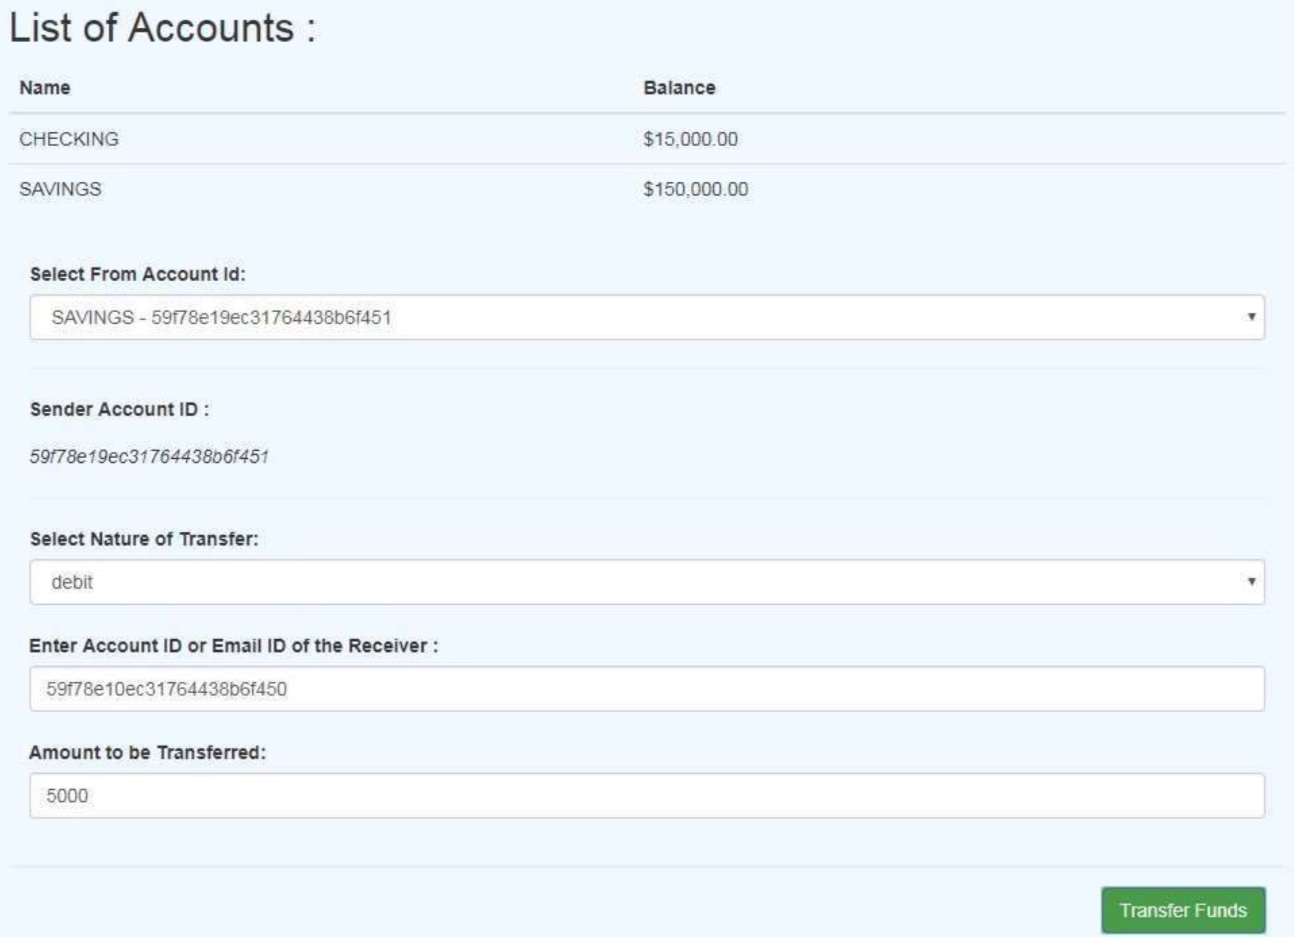 List of Accounts :
Name Balance
CHECKING $15,000.00
SAVINGS $150,000.00
Select From Account Id:
SAVINGS - 59f78e19ec31764438b6f451
Sender Account ID :
59f78e19ec31764438b6f451
Select Nature of Transfer:
debit
Enter Account ID or Email ID of the Receiver :
59f78e10ec31764438b6f450
Amount to be Transferred:
5000
Transfer Funds